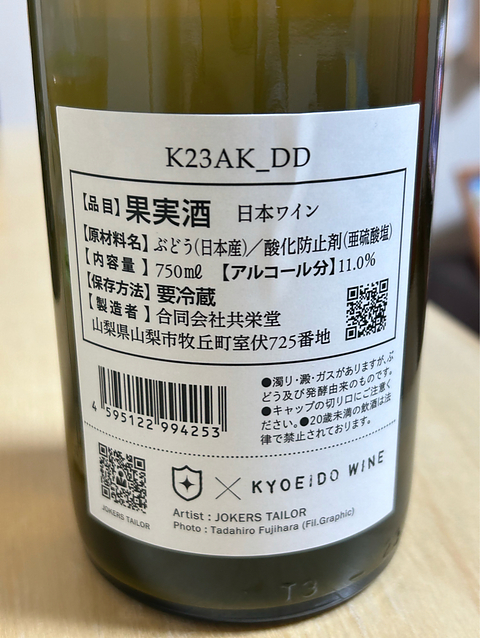 K23AK_DD
【品目】果実酒 日本ワイン
【原材料名】ぶどう(日本産)／酸化防止剤(亜硫酸塩)
【内容量】750㎖ 【アルコール分】11.0%
【保存方法】要冷蔵
【製造者】合同会社共栄堂
山梨県山梨市牧丘町室伏725番地
●濁り・澱・ガスがありますが、ぶ
どう及び発酵由来のものです。
●キャップの切り口にご注意く
ださい。●20歳未満の飲酒は法
律で禁止されております。
4 595122 994253
KYOEIDO WINE
JOKERS TAILOR
Artist : JOKERS TAILOR
Photo : Tadahiro Fujihara (Fil.Graphic)
T3